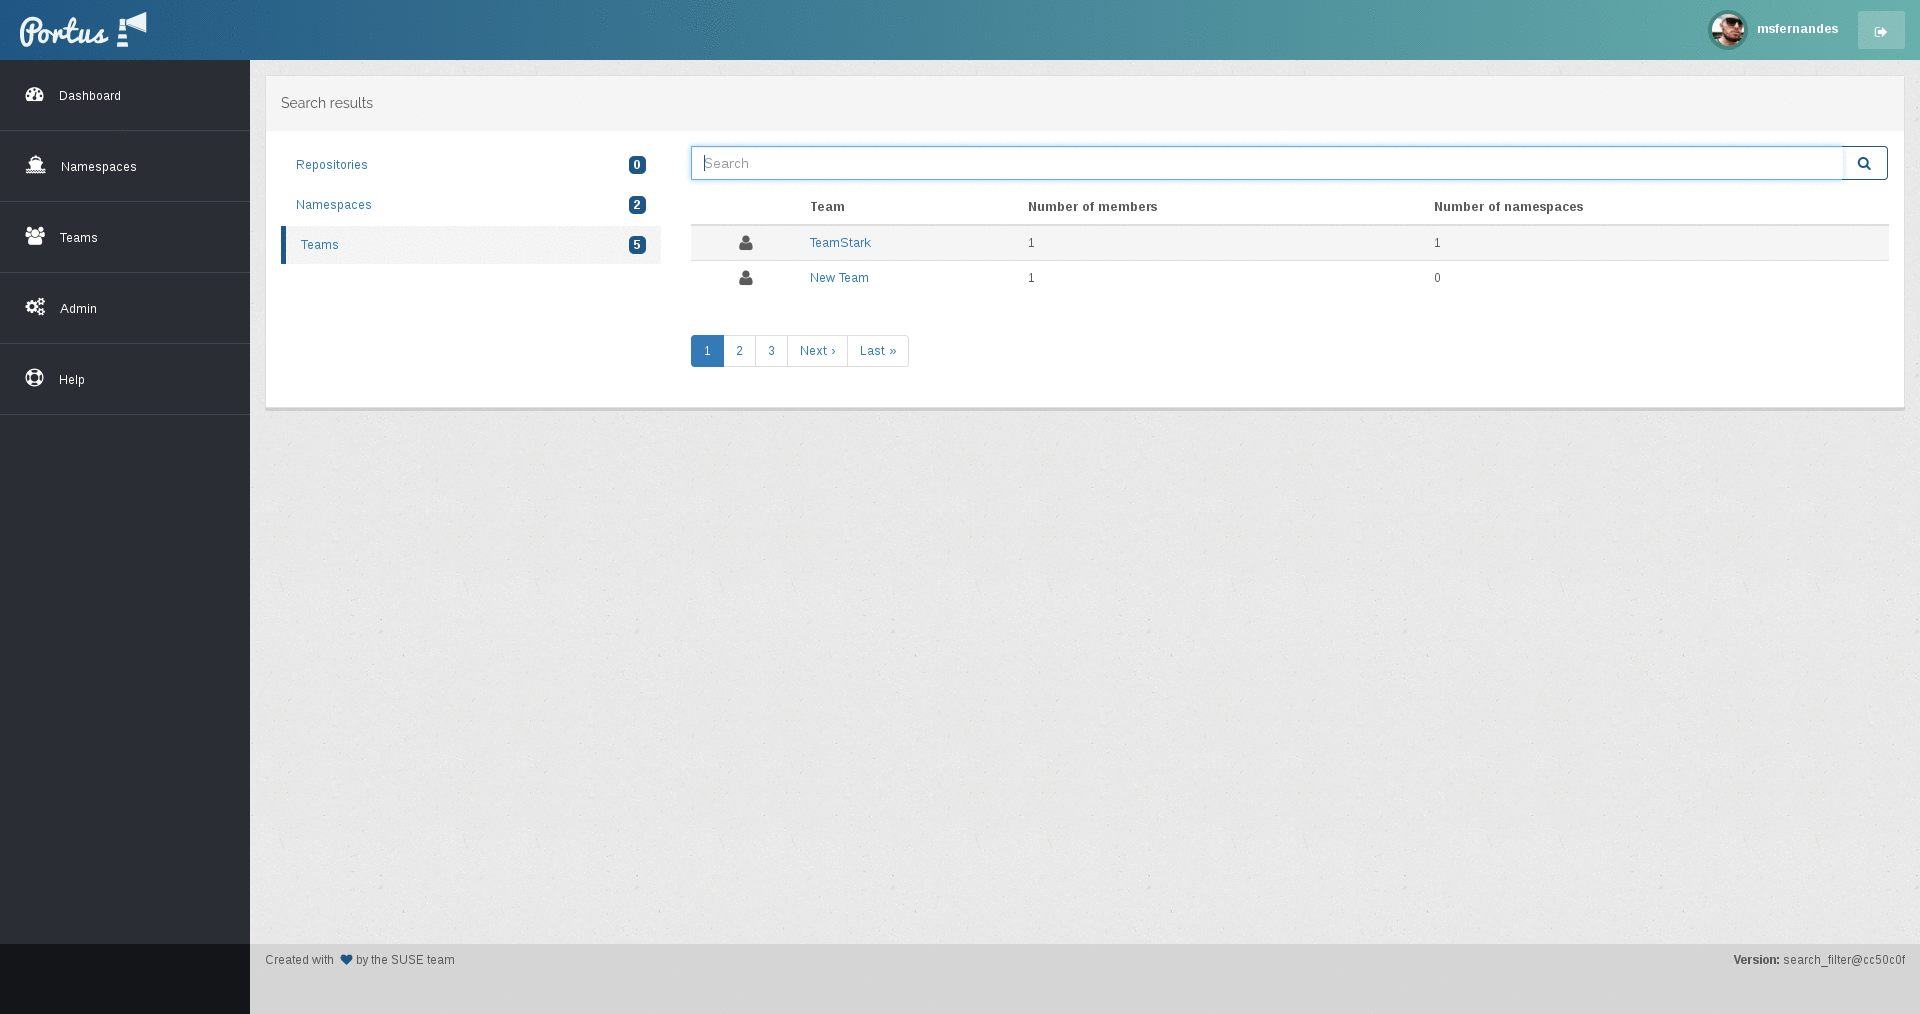 Portus
msfernandes
Dashboard
Namespaces
Teams
Admin
Help
Search results
Repositories 0
Namespaces 2
Teams 5
Search
Team Number of members Number of namespaces
TeamStark 1 1
New Team 1 0
1 2 3 Next › Last »
Created with by the SUSE team
Version: search_filter@cc50c0f